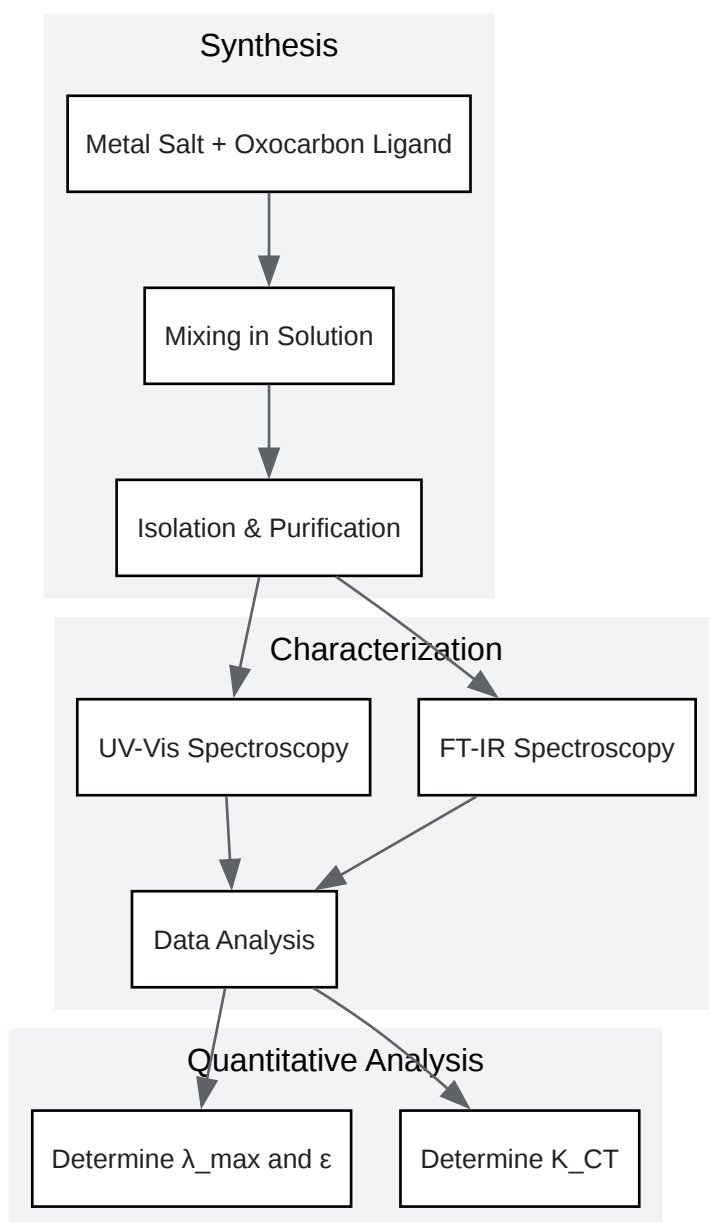 Synthesis
Metal Salt + Oxocarbon Ligand
Mixing in Solution
Isolation & Purification
Characterization
UV-Vis Spectroscopy
FT-IR Spectroscopy
Data Analysis
Quantitative Analysis
Determine λ_max and ε
Determine K_CT